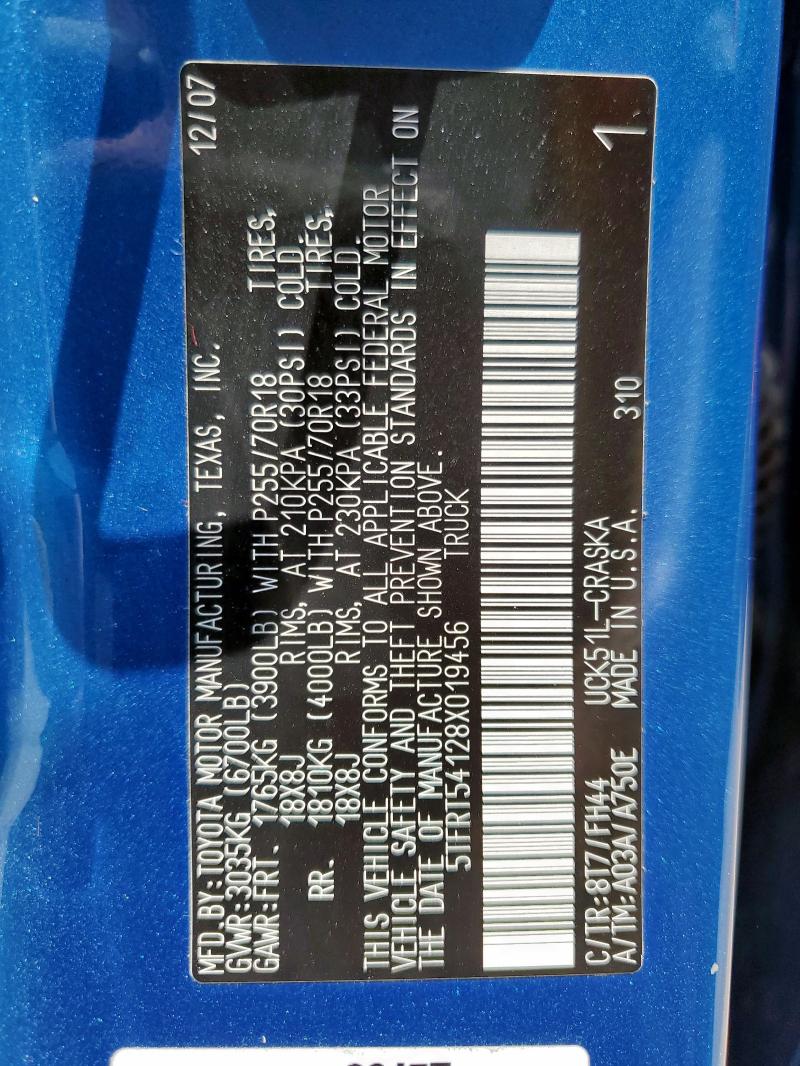 MFD.BY:TOYOTA MOTOR MANUFACTURING, TEXAS, INC. 12/07
GVWR:3035KG (6700LB)
GAWR:FRT. 1765KG (3900LB) WITH P255/70R18 TIRES,
18X8J RIMS, AT 210KPA (30PSI) COLD.
RR. 1810KG (4000LB) WITH P255/70R18 TIRES,
18X8J RIMS, AT 230KPA (33PSI) COLD.
THIS VEHICLE CONFORMS TO ALL APPLICABLE FEDERAL MOTOR
VEHICLE SAFETY AND THEFT PREVENTION STANDARDS IN EFFECT ON
THE DATE OF MANUFACTURE SHOWN ABOVE.
5TFRT54128X019456 TRUCK
C/TR:8T7/FH44 UCK51L-CRASKA
A/TM:A03A/A750E MADE IN U.S.A. 310 1